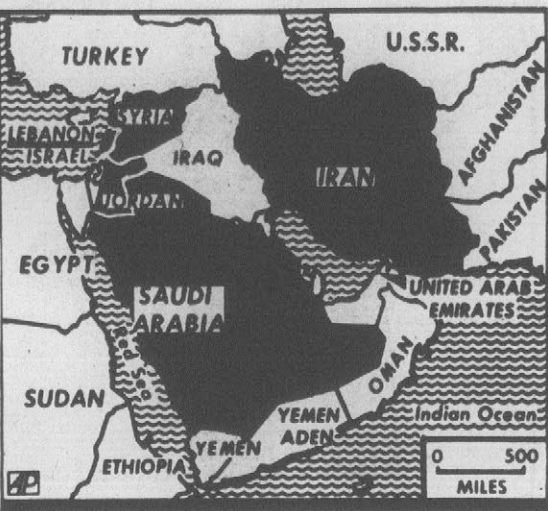 TURKEY
U.S.S.R.
SYRIA
LEBANON
ISRAEL
IRAQ
IRAN
AFGHANISTAN
JORDAN
PAKISTAN
EGYPT
SAUDI
ARABIA
UNITED ARAB
EMIRATES
Red Sea
OMAN
SUDAN
YEMEN
ADEN
Indian Ocean
YEMEN
ETHIOPIA
0 500
MILES
AP